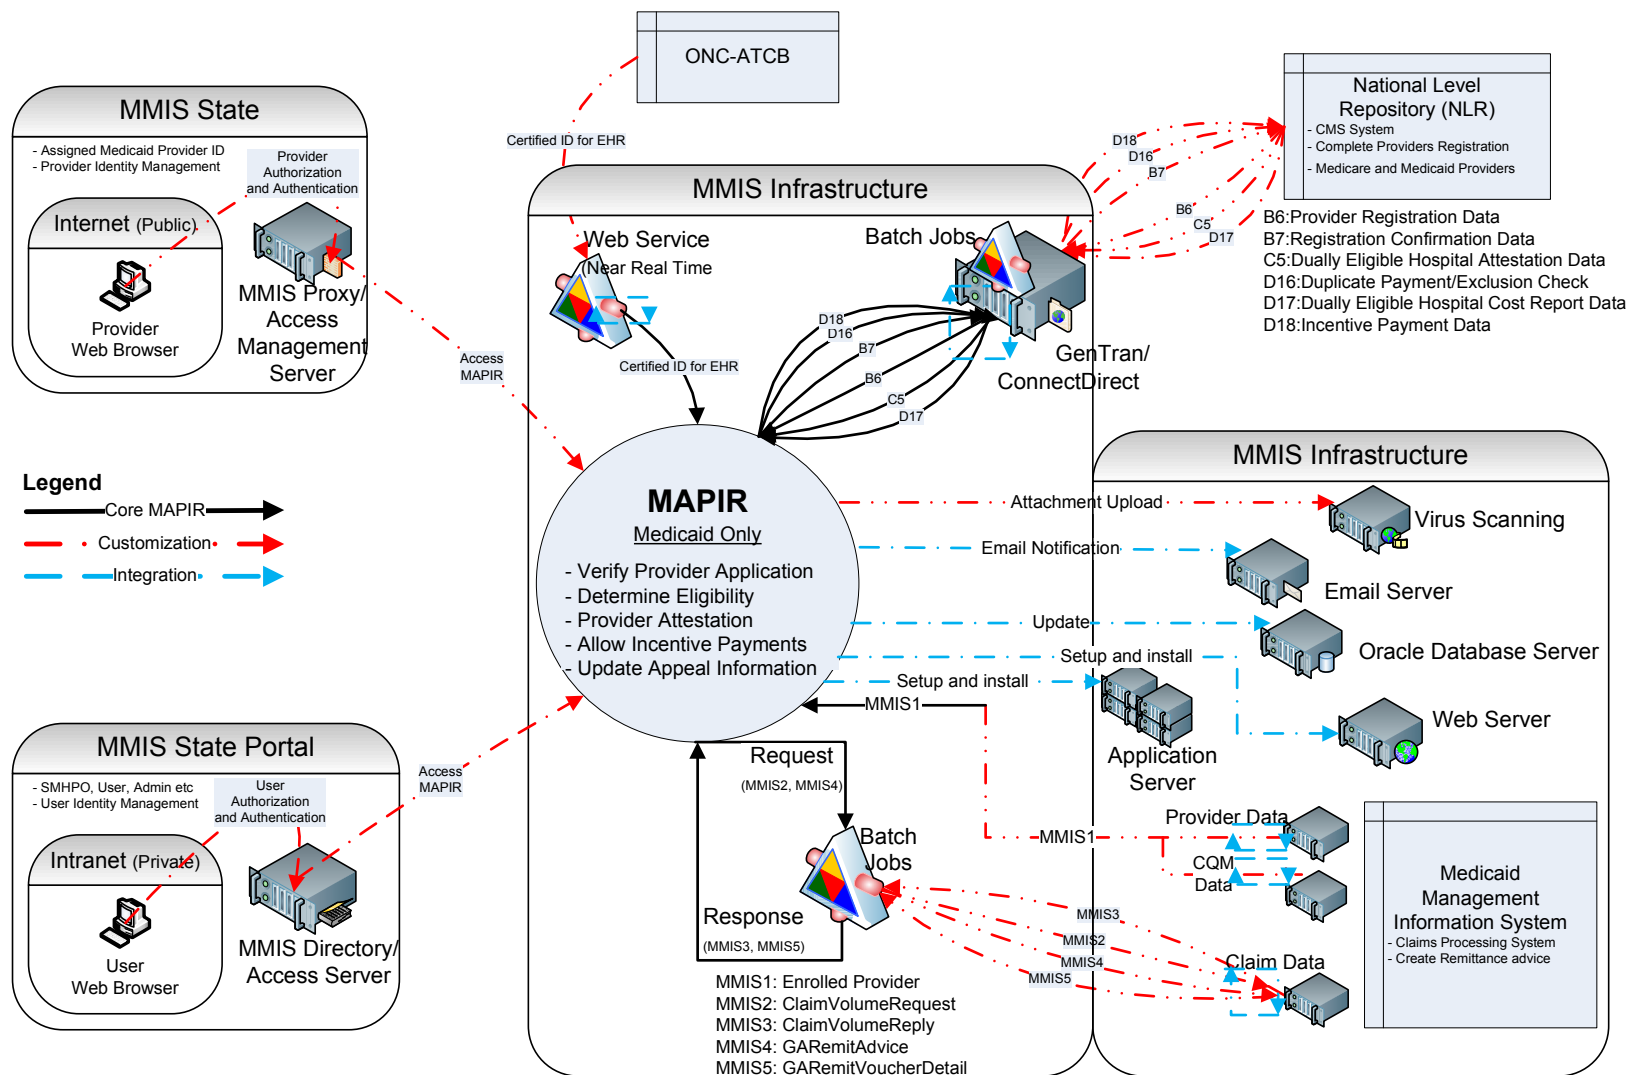 ONC-ATCB
National Level
Repository (NLR)
- CMS System
- Complete Providers Registration
- Medicare and Medicaid Providers
B6:Provider Registration Data
B7:Registration Confirmation Data
C5:Dually Eligible Hospital Attestation Data
D16:Duplicate Payment/Exclusion Check
D17:Dually Eligible Hospital Cost Report Data
D18:Incentive Payment Data
MMIS State
- Assigned Medicaid Provider ID
- Provider Identity Management
Provider
Authorization
and Authentication
Internet (Public)
Provider
Web Browser
MMIS Proxy/
Access
Management
Server
Access
MAPIR
Certified ID for EHR
MMIS Infrastructure
Web Service
(Near Real Time
Certified ID for EHR
Batch Jobs
GenTran/
ConnectDirect
D18
D16
B7
B6
C5
D17
D18
D16
B7
B6
C5
D17
Legend
Core MAPIR
Customization
Integration
MAPIR
Medicaid Only
- Verify Provider Application
- Determine Eligibility
- Provider Attestation
- Allow Incentive Payments
- Update Appeal Information
MMIS Infrastructure
Attachment Upload
Virus Scanning
Email Notification
Email Server
Update
Oracle Database Server
Setup and install
Web Server
Setup and install
Application
Server
MMIS1
MMIS State Portal
- SMHPO, User, Admin etc
- User Identity Management
User
Authorization
and Authentication
Intranet (Private)
User
Web Browser
MMIS Directory/
Access Server
Access
MAPIR
Request
(MMIS2, MMIS4)
Batch
Jobs
Response
(MMIS3, MMIS5)
MMIS1
Provider Data
CQM
Data
Claim Data
MMIS3
MMIS2
MMIS4
MMIS5
Medicaid
Management
Information System
- Claims Processing System
- Create Remittance advice
MMIS1: Enrolled Provider
MMIS2: ClaimVolumeRequest
MMIS3: ClaimVolumeReply
MMIS4: GARemitAdvice
MMIS5: GARemitVoucherDetail